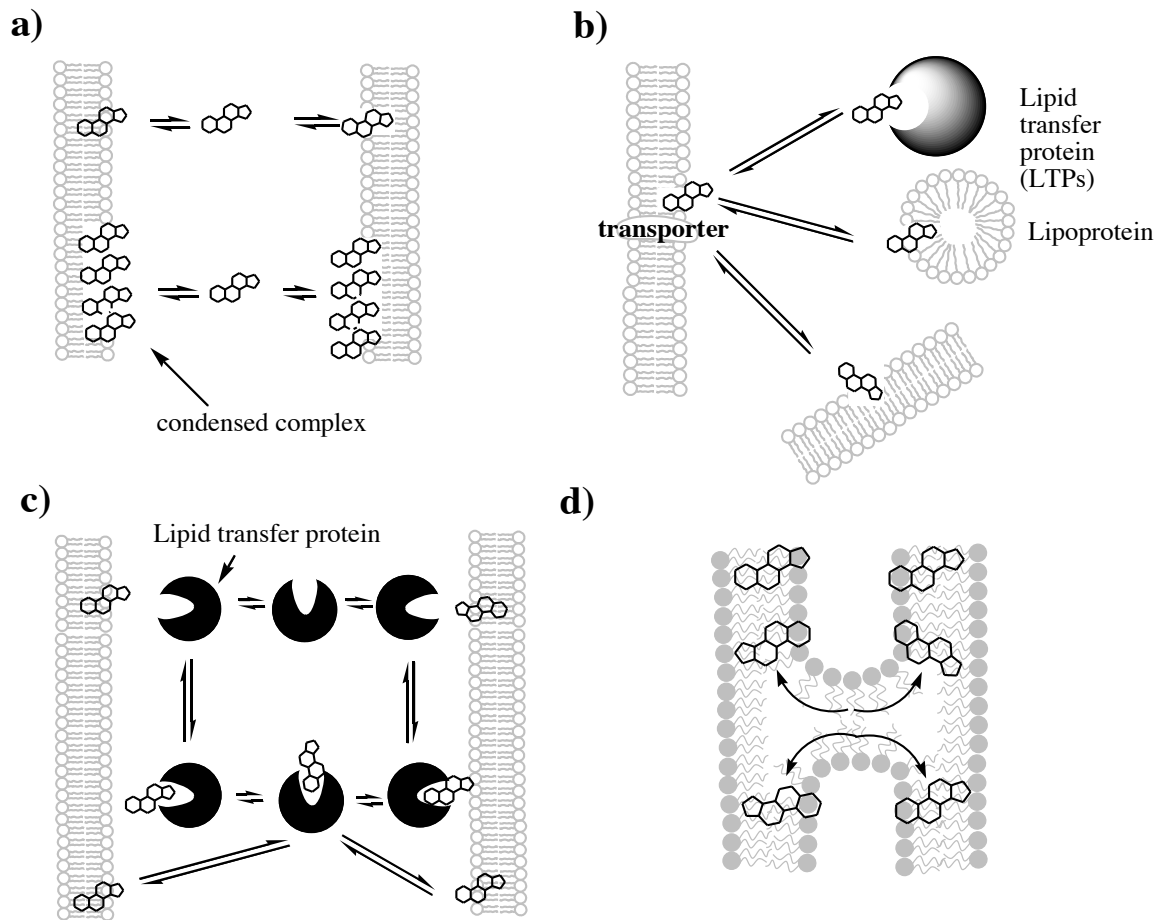 a)
b)
Lipid
transfer
protein
(LTPs)
transporter
Lipoprotein
condensed complex
c)
Lipid transfer protein
d)